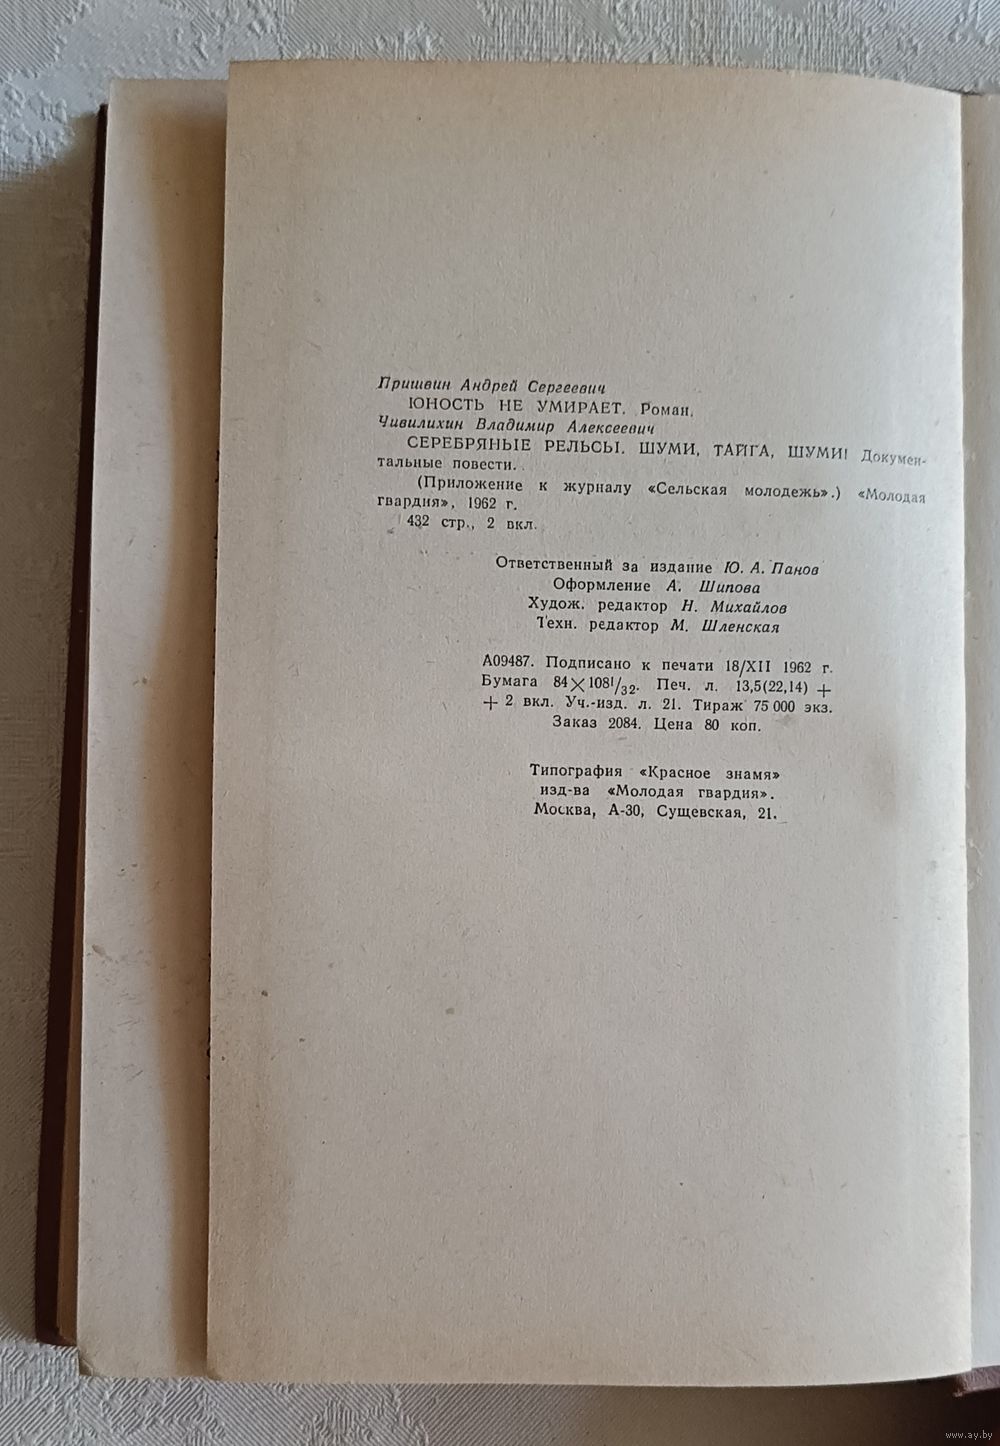 Пришвин Андрей Сергеевич
ЮНОСТЬ НЕ УМИРАЕТ. Роман.
Чивилихин Владимир Алексеевич
СЕРЕБРЯНЫЕ РЕЛЬСЫ. ШУМИ, ТАЙГА, ШУМИ! Докумен-
тальные повести.
(Приложение к журналу «Сельская молодежь».) «Молодая
гвардия», 1962 г.
432 стр., 2 вкл.
Ответственный за издание Ю. А. Панов
Оформление А. Шипова
Худож. редактор Н. Михайлов
Техн. редактор М. Шленская
А09487. Подписано к печати 18/XII 1962 г.
Бумага 84×108¹/₃₂. Печ. л. 13,5(22,14) +
+ 2 вкл. Уч.-изд. л. 21. Тираж 75 000 экз.
Заказ 2084. Цена 80 коп.
Типография «Красное знамя»
изд-ва «Молодая гвардия».
Москва, А-30, Сущевская, 21.
www.ay.by